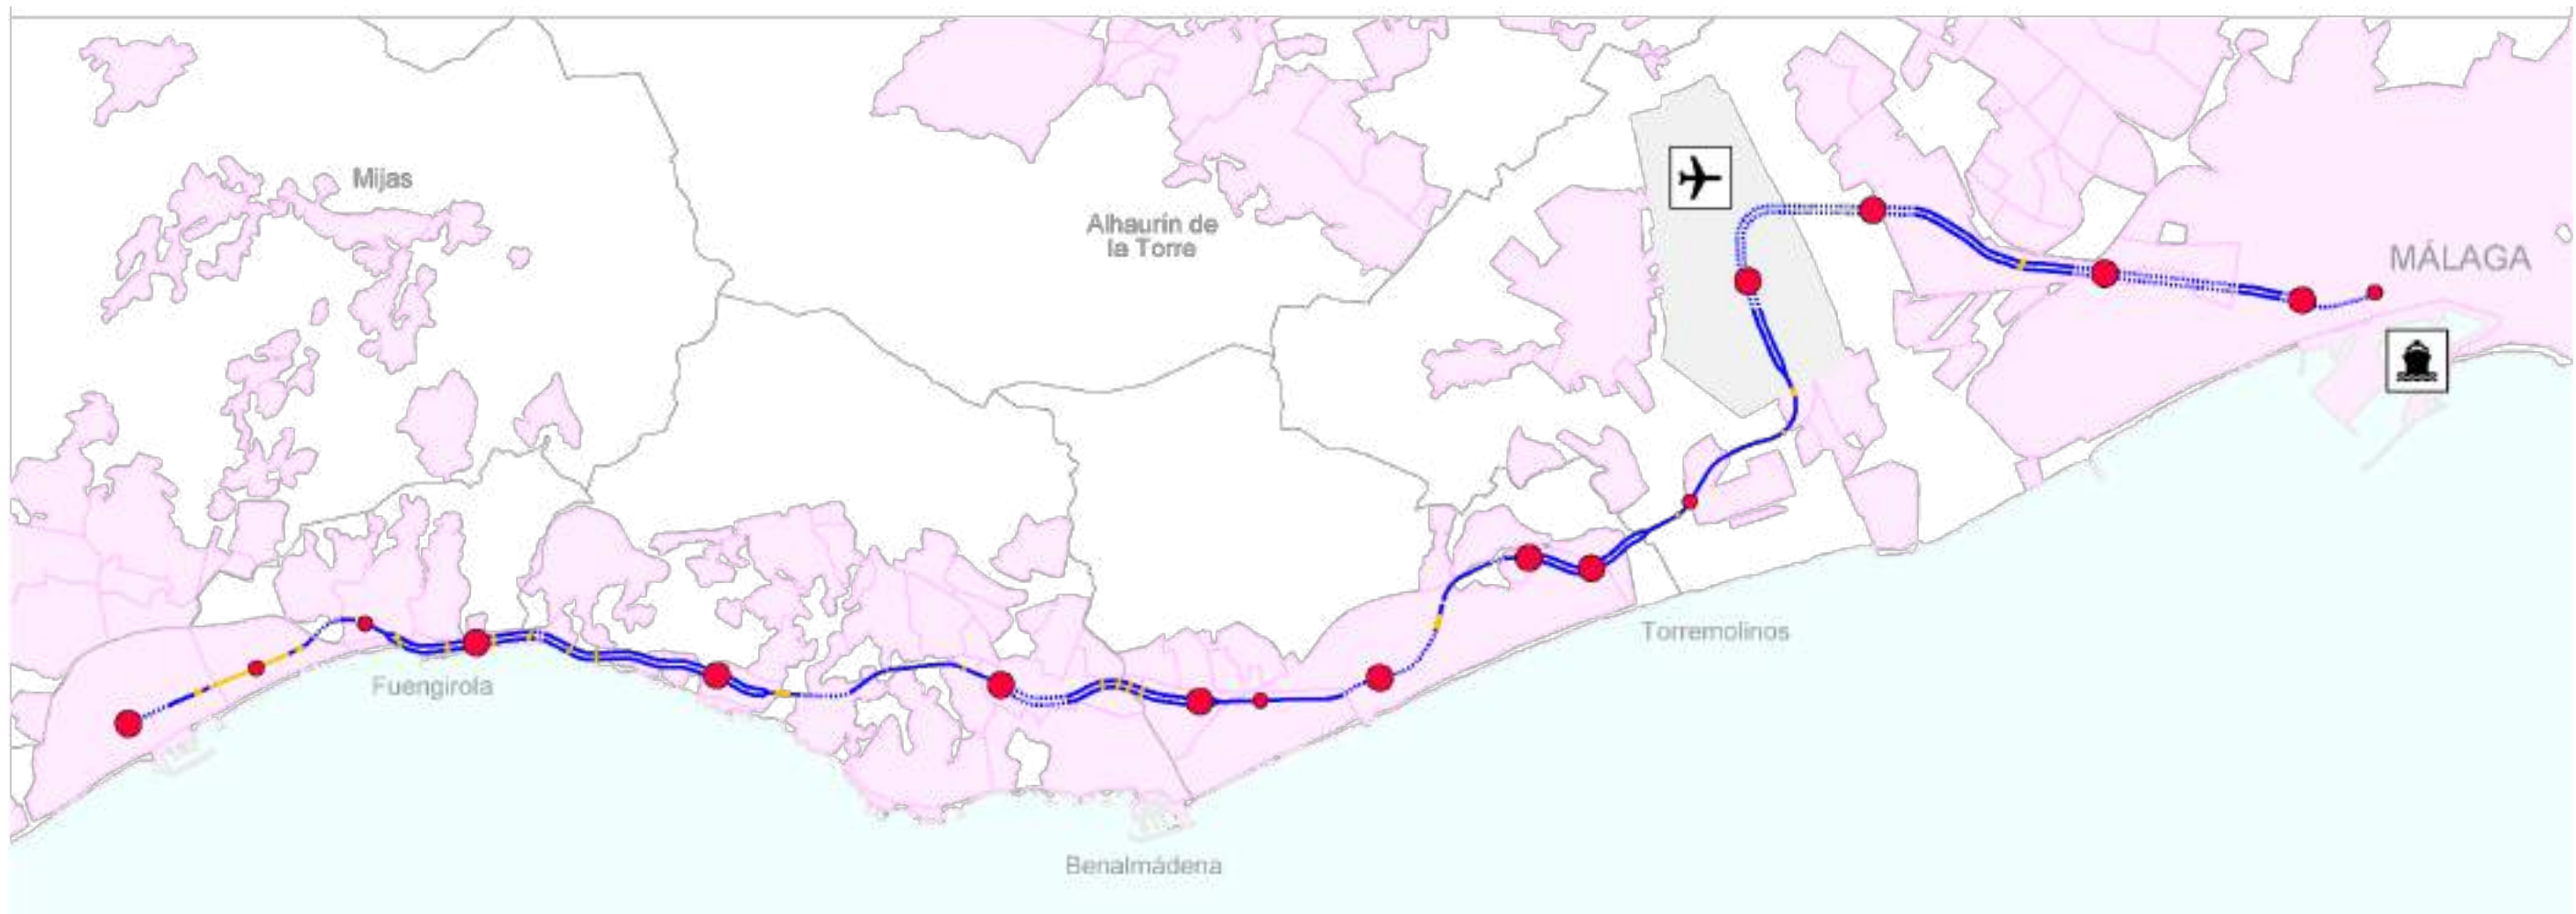 Mijas
Alhaurín de
la Torre
MÁLAGA
Torremolinos
Fuengirola
Benalmádena